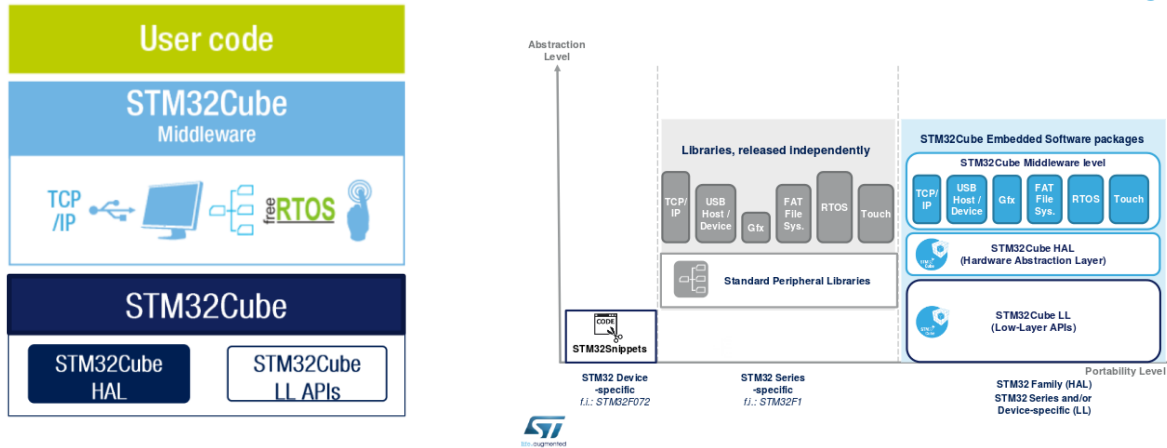 User code
STM32Cube
Middleware
TCP
/IP
free
RTOS
STM32Cube
STM32Cube
HAL
STM32Cube
LL APIs
Abstraction
Level
Libraries, released independently
TCP/
IP
USB
Host /
Device
Gfx
FAT
File
Sys.
RTOS
Touch
Standard Peripheral Libraries
CODE
STM32Snippets
STM32Cube Embedded Software packages
STM32Cube Middleware level
TCP/
IP
USB
Host /
Device
Gfx
FAT
File
Sys.
RTOS
Touch
STM32Cube HAL
(Hardware Abstraction Layer)
STM32Cube LL
(Low-Layer APIs)
Portability Level
STM32 Device
-specific
f.i.: STM32F072
STM32 Series
-specific
f.i.: STM32F1
STM32 Family (HAL)
STM32 Series and/or
Device-specific (LL)
ST
life.augmented